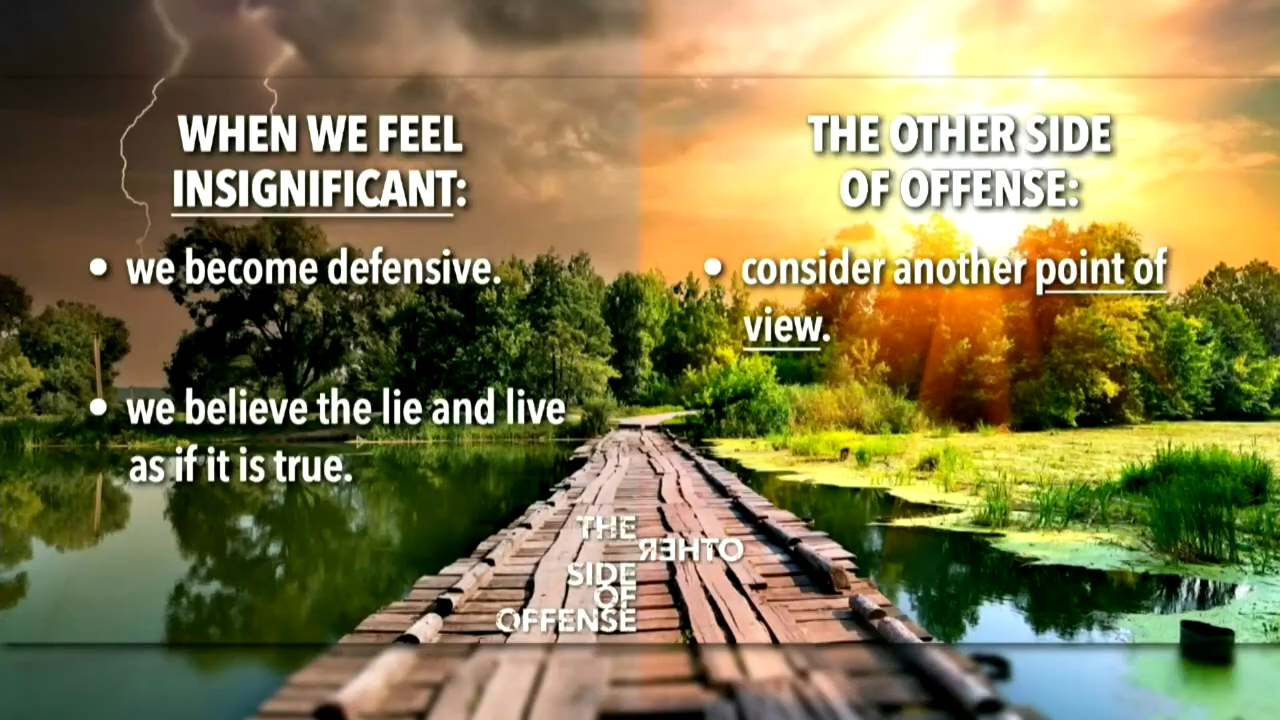 WHEN WE FEEL
INSIGNIFICANT:
• we become defensive.
• we believe the lie and live
as if it is true.
THE OTHER SIDE
OF OFFENSE:
• consider another point of
view.
THE
OTHER
SIDE
OF
OFFENSE